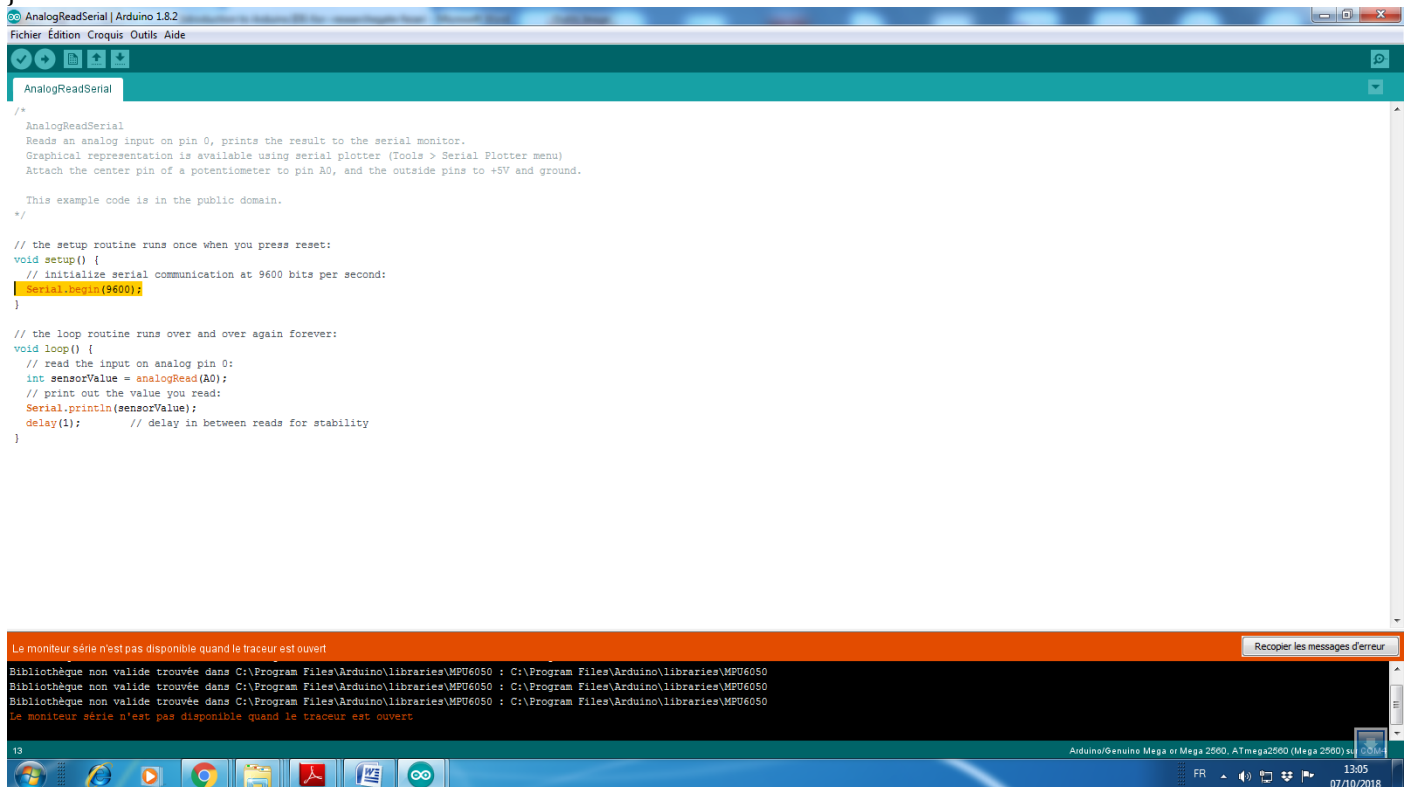 AnalogReadSerial | Arduino 1.8.2
Fichier Édition Croquis Outils Aide
AnalogReadSerial
/*
  AnalogReadSerial
  Reads an analog input on pin 0, prints the result to the serial monitor.
  Graphical representation is available using serial plotter (Tools > Serial Plotter menu)
  Attach the center pin of a potentiometer to pin A0, and the outside pins to +5V and ground.
  This example code is in the public domain.
*/
// the setup routine runs once when you press reset:
void setup() {
  // initialize serial communication at 9600 bits per second:
  Serial.begin(9600);
}
// the loop routine runs over and over again forever:
void loop() {
  // read the input on analog pin 0:
  int sensorValue = analogRead(A0);
  // print out the value you read:
  Serial.println(sensorValue);
  delay(1);        // delay in between reads for stability
}
Le moniteur série n'est pas disponible quand le traceur est ouvert
Recopier les messages d'erreur
Bibliothèque non valide trouvée dans C:\Program Files\Arduino\libraries\MPU6050 : C:\Program Files\Arduino\libraries\MPU6050
Bibliothèque non valide trouvée dans C:\Program Files\Arduino\libraries\MPU6050 : C:\Program Files\Arduino\libraries\MPU6050
Bibliothèque non valide trouvée dans C:\Program Files\Arduino\libraries\MPU6050 : C:\Program Files\Arduino\libraries\MPU6050
Le moniteur série n'est pas disponible quand le traceur est ouvert
13
Arduino/Genuino Mega or Mega 2560, ATmega2560 (Mega 2560)
FR
13:05
07/10/2018